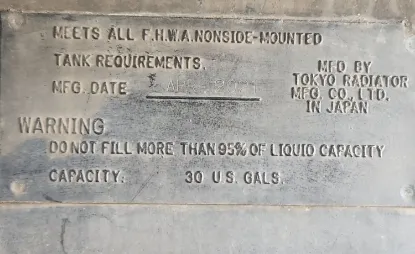 MEETS ALL F.H.W.A. NONSIDE-MOUNTED
TANK REQUIREMENTS.
MFG. DATE
MFD BY
TOKYO RADIATOR
MFG. CO., LTD.
IN JAPAN
WARNING
DO NOT FILL MORE THAN 95% OF LIQUID CAPACITY
CAPACITY. 30 U.S. GALS.